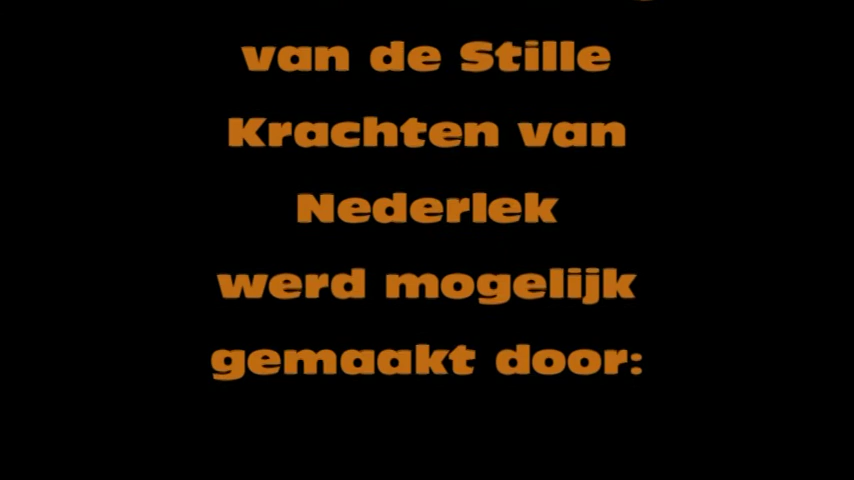 van de Stille
Krachten van
Nederlek
werd mogelijk
gemaakt door: